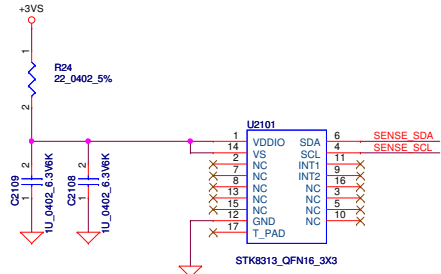 +3VS
1
R24
22_0402_5%
2
U2101
1 VDDIO SDA 6 SENSE_SDA
14 VS SCL 4 SENSE_SCL
2 NC INT1 11
7 NC INT2 9
8 NC NC 16
13 NC NC 3
15 NC NC 5
12 GND NC 10
17 T_PAD
STK8313_QFN16_3X3
2
1
C2109
1U_0402_6.3V6K
2
1
C2108
1U_0402_6.3V6K